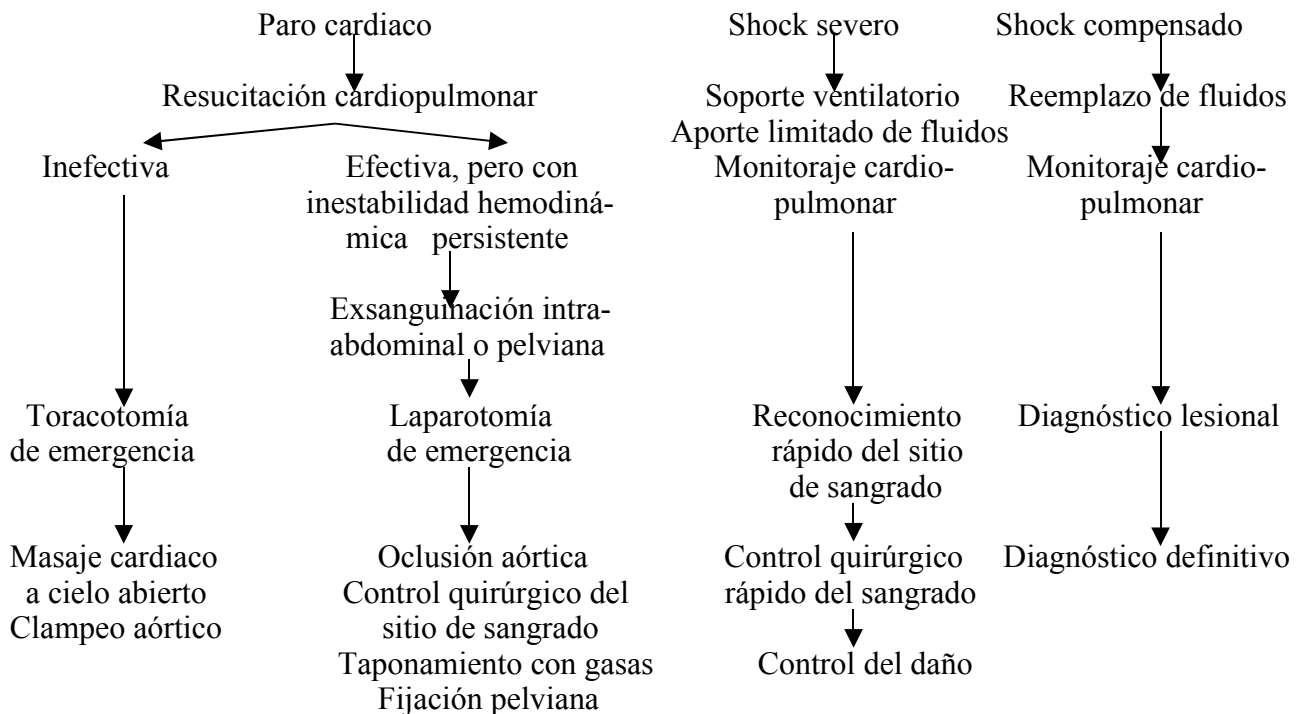 Paro cardiaco
Resucitación cardiopulmonar
Inefectiva
Efectiva, pero con
inestabilidad hemodiná-
mica persistente
Exsanguinación intra-
abdominal o pelviana
Toracotomía
de emergencia
Laparotomía
de emergencia
Masaje cardiaco
a cielo abierto
Clampeo aórtico
Oclusión aórtica
Control quirúrgico del
sitio de sangrado
Taponamiento con gasas
Fijación pelviana
Shock severo
Soporte ventilatorio
Aporte limitado de fluidos
Monitoraje cardio-
pulmonar
Reconocimiento
rápido del sitio
de sangrado
Control quirúrgico
rápido del sangrado
Control del daño
Shock compensado
Reemplazo de fluidos
Monitoraje cardio-
pulmonar
Diagnóstico lesional
Diagnóstico definitivo